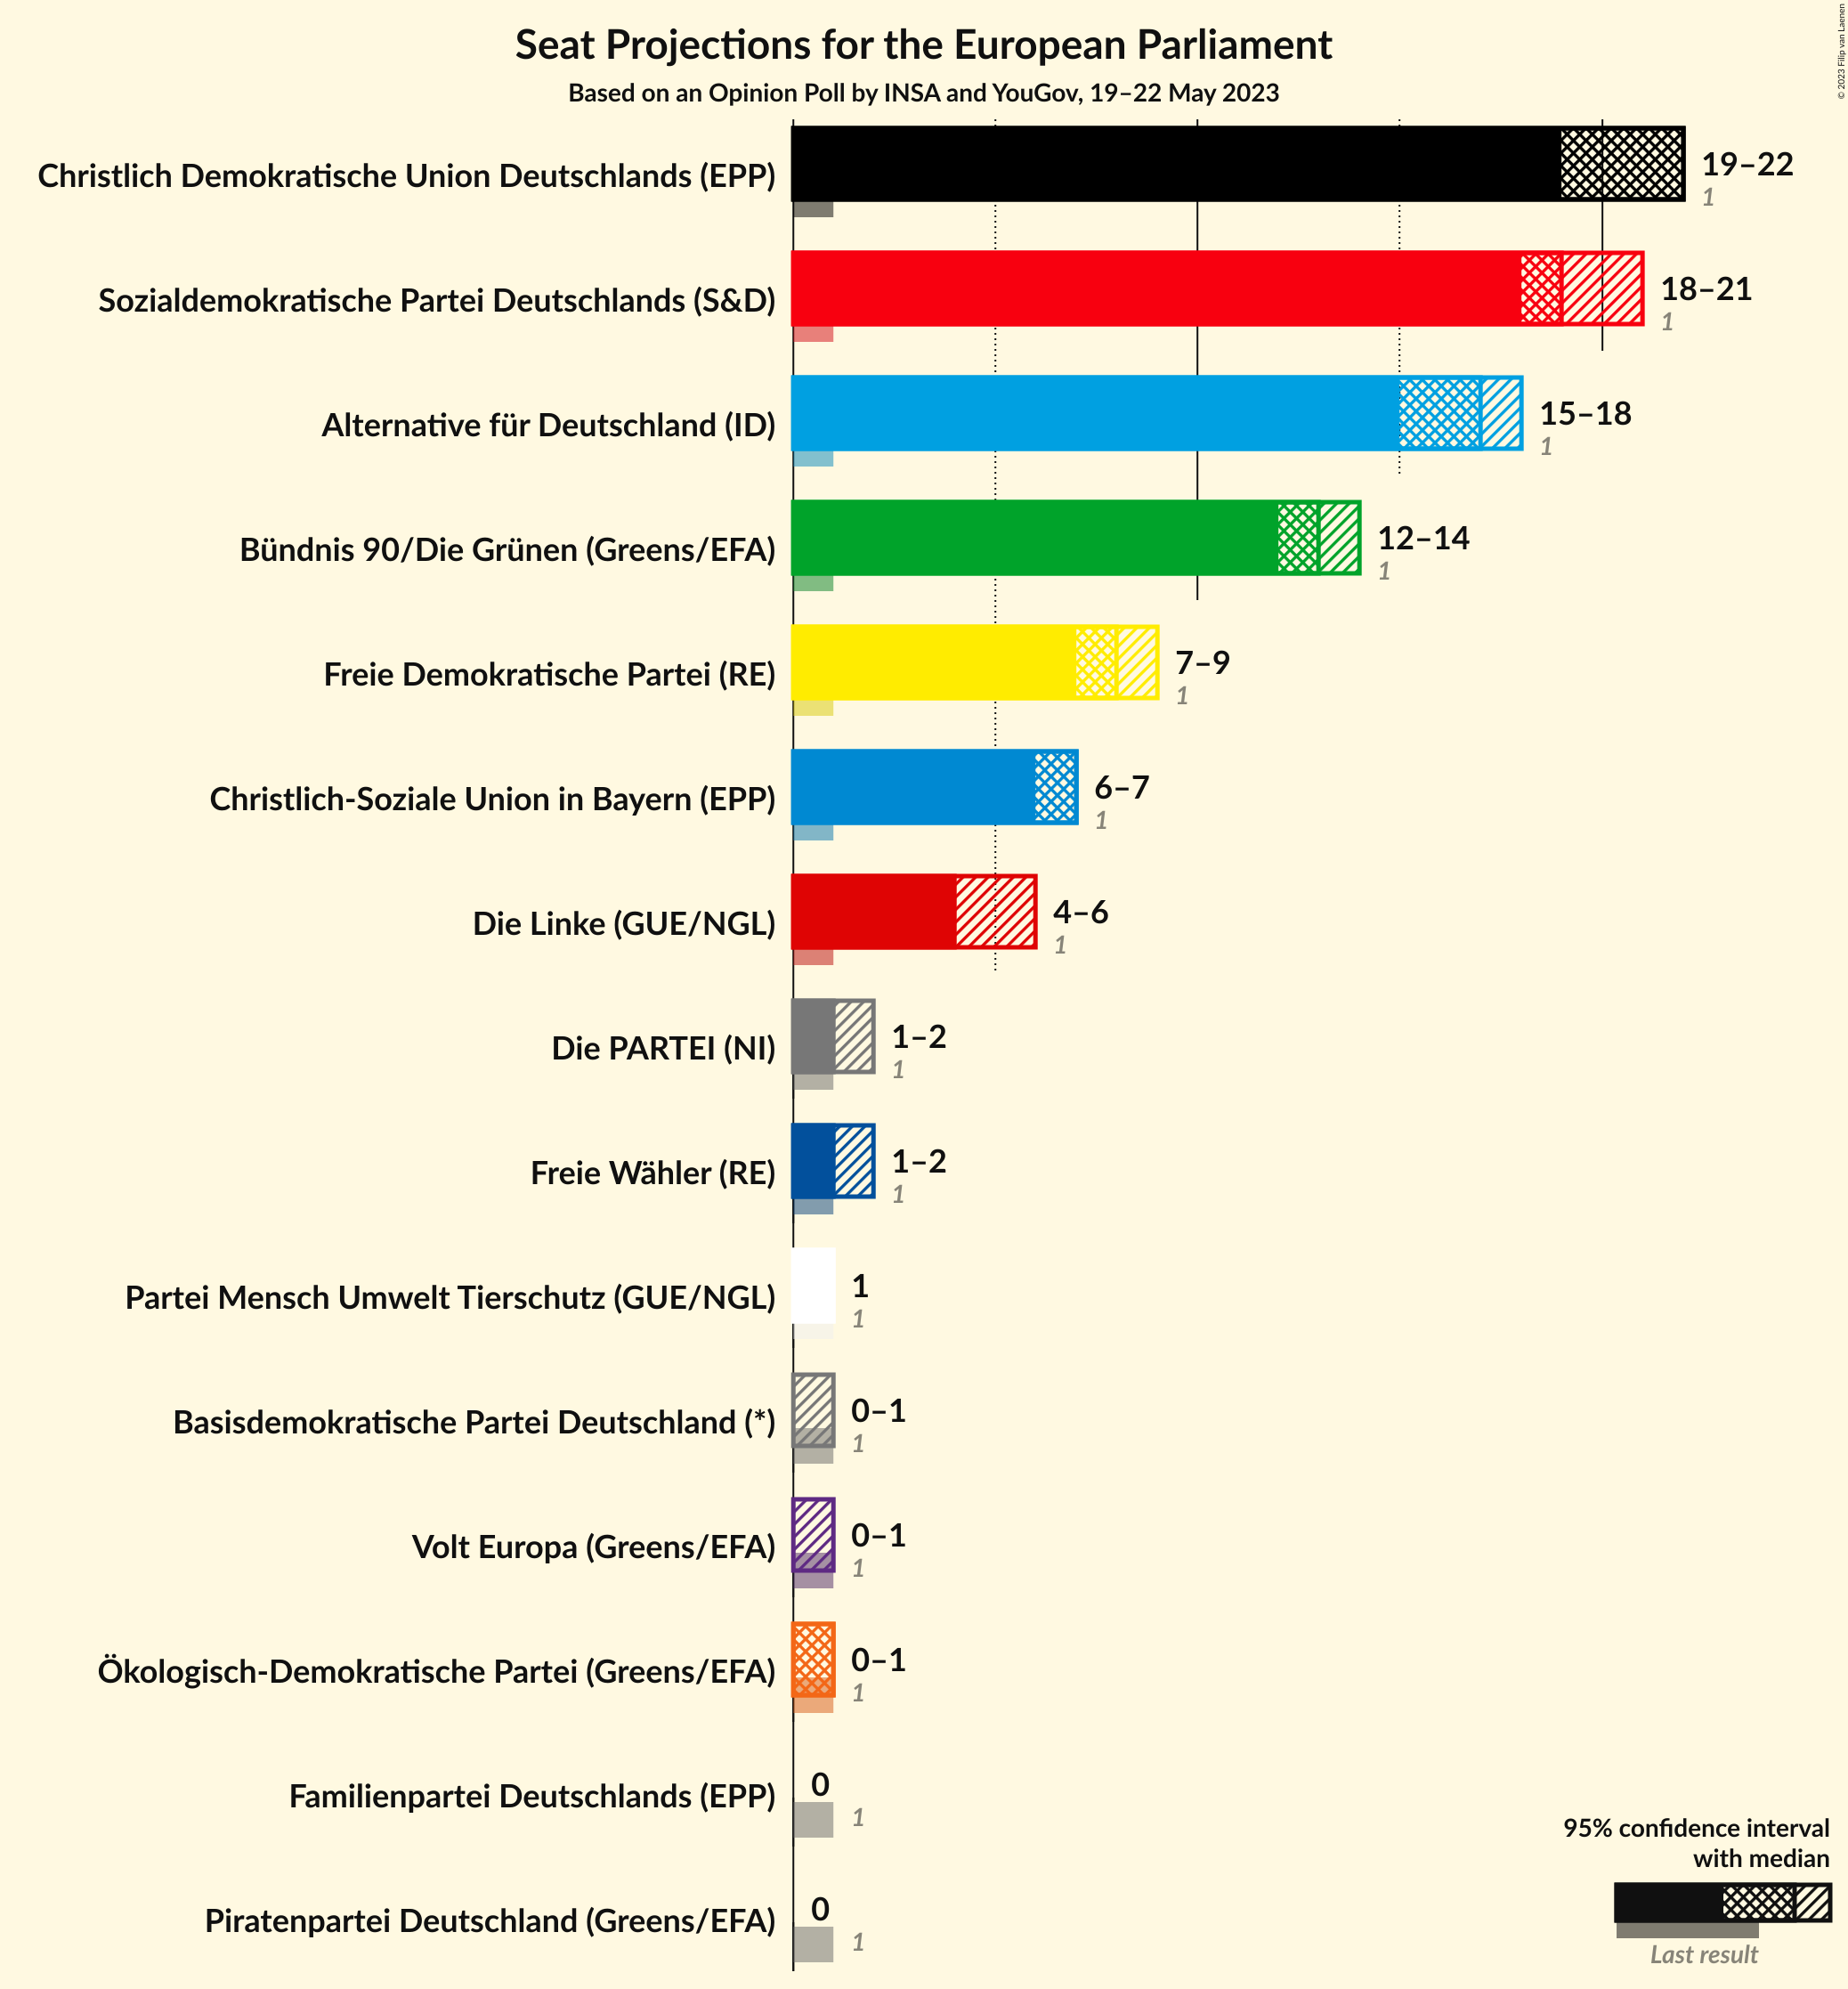 Seat Projections for the European Parliament
Based on an Opinion Poll by INSA and YouGov, 19–22 May 2023
© 2023 Filip van Laenen
Christlich Demokratische Union Deutschlands (EPP)
19–22
1
Sozialdemokratische Partei Deutschlands (S&D)
18–21
1
Alternative für Deutschland (ID)
15–18
1
Bündnis 90/Die Grünen (Greens/EFA)
12–14
1
Freie Demokratische Partei (RE)
7–9
1
Christlich-Soziale Union in Bayern (EPP)
6–7
1
Die Linke (GUE/NGL)
4–6
1
Die PARTEI (NI)
1–2
1
Freie Wähler (RE)
1–2
1
Partei Mensch Umwelt Tierschutz (GUE/NGL)
1
1
Basisdemokratische Partei Deutschland (*)
0–1
1
Volt Europa (Greens/EFA)
0–1
1
Ökologisch-Demokratische Partei (Greens/EFA)
0–1
1
Familienpartei Deutschlands (EPP)
0
1
Piratenpartei Deutschland (Greens/EFA)
0
1
95% confidence interval
with median
Last result